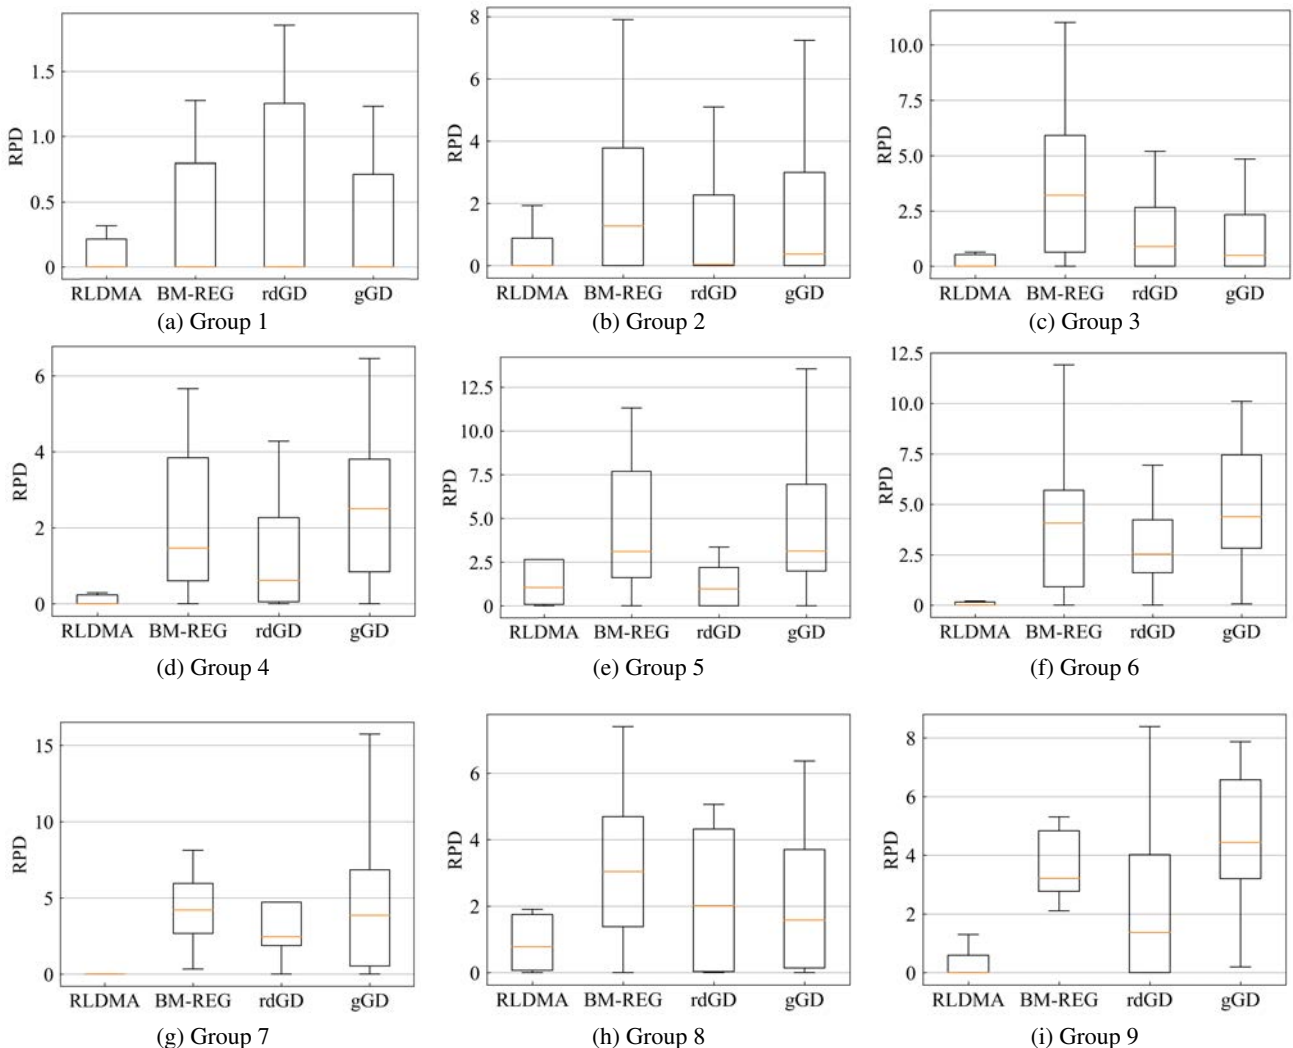 RPD
1.5
1.0
0.5
0
RLDMA BM-REG rdGD gGD
(a) Group 1
RPD
8
6
4
2
0
RLDMA BM-REG rdGD gGD
(b) Group 2
RPD
10.0
7.5
5.0
2.5
0
RLDMA BM-REG rdGD gGD
(c) Group 3
RPD
6
4
2
0
RLDMA BM-REG rdGD gGD
(d) Group 4
RPD
12.5
10.0
7.5
5.0
2.5
0
RLDMA BM-REG rdGD gGD
(e) Group 5
RPD
12.5
10.0
7.5
5.0
2.5
0
RLDMA BM-REG rdGD gGD
(f) Group 6
RPD
15
10
5
0
RLDMA BM-REG rdGD gGD
(g) Group 7
RPD
6
4
2
0
RLDMA BM-REG rdGD gGD
(h) Group 8
RPD
8
6
4
2
0
RLDMA BM-REG rdGD gGD
(i) Group 9